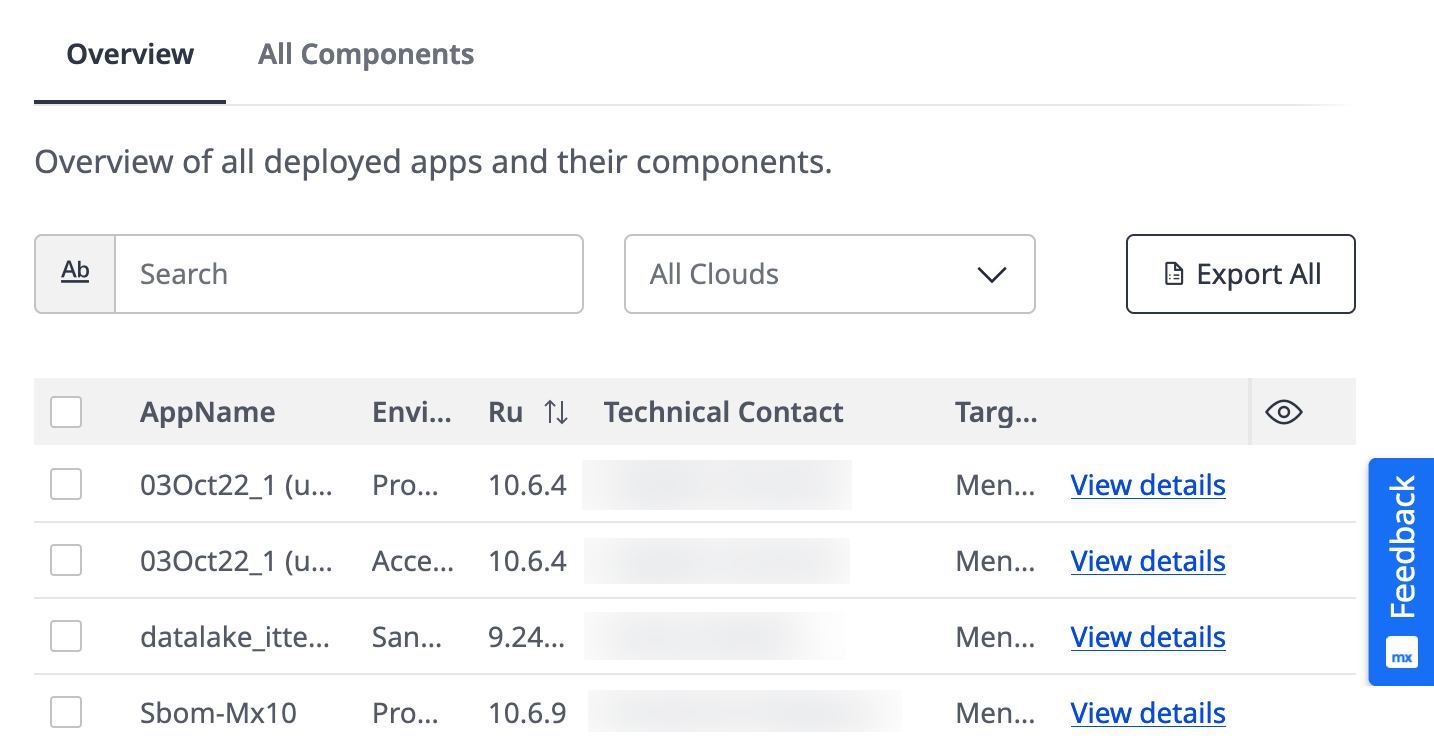 Overview All Components
Overview of all deployed apps and their components.
Ab Search All Clouds Export All
AppName Envi... Ru Technical Contact Targ...
03Oct22_1 (u... Pro... 10.6.4 Men... View details
03Oct22_1 (u... Acce... 10.6.4 Men... View details
datalake_itte... San... 9.24... Men... View details
Sbom-Mx10 Pro... 10.6.9 Men... View details
Feedback
mx